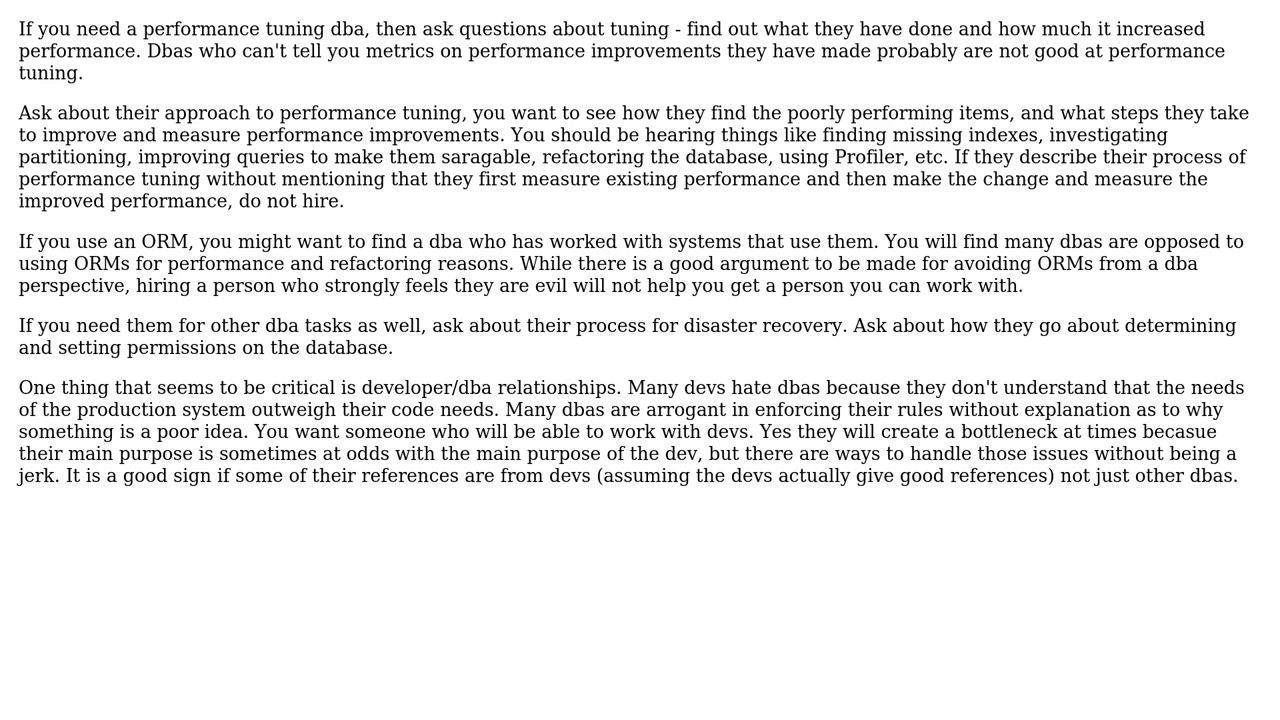 If you need a performance tuning dba, then ask questions about tuning - find out what they have done and how much it increased
performance. Dbas who can't tell you metrics on performance improvements they have made probably are not good at performance
tuning.
Ask about their approach to performance tuning, you want to see how they find the poorly performing items, and what steps they take
to improve and measure performance improvements. You should be hearing things like finding missing indexes, investigating
partitioning, improving queries to make them saragable, refactoring the database, using Profiler, etc. If they describe their process of
performance tuning without mentioning that they first measure existing performance and then make the change and measure the
improved performance, do not hire.
If you use an ORM, you might want to find a dba who has worked with systems that use them. You will find many dbas are opposed to
using ORMs for performance and refactoring reasons. While there is a good argument to be made for avoiding ORMs from a dba
perspective, hiring a person who strongly feels they are evil will not help you get a person you can work with.
If you need them for other dba tasks as well, ask about their process for disaster recovery. Ask about how they go about determining
and setting permissions on the database.
One thing that seems to be critical is developer/dba relationships. Many devs hate dbas because they don't understand that the needs
of the production system outweigh their code needs. Many dbas are arrogant in enforcing their rules without explanation as to why
something is a poor idea. You want someone who will be able to work with devs. Yes they will create a bottleneck at times becasue
their main purpose is sometimes at odds with the main purpose of the dev, but there are ways to handle those issues without being a
jerk. It is a good sign if some of their references are from devs (assuming the devs actually give good references) not just other dbas.